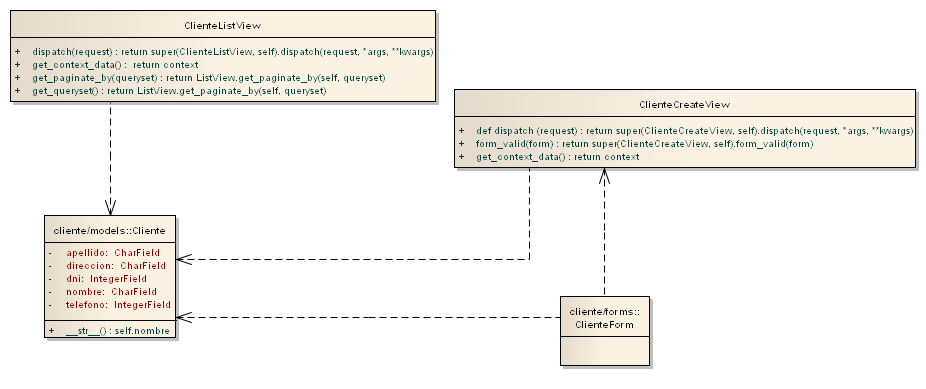 ClienteListView
+ dispatch(request) : return super(ClienteListView, self).dispatch(request, *args, **kwargs)
+ get_context_data() : return context
+ get_paginate_by(queryset) : return ListView.get_paginate_by(self, queryset)
+ get_queryset() : return ListView.get_paginate_by(self, queryset)
ClienteCreateView
+ def dispatch (request) : return super(ClienteCreateView, self).dispatch(request, *args, **kwargs)
+ form_valid(form) : return super(ClienteCreateView, self).form_valid(form)
+ get_context_data() : return context
cliente/models::Cliente
- apellido: CharField
- direccion: CharField
- dni: IntegerField
- nombre: CharField
- telefono: IntegerField
+ __str__() : self.nombre
cliente/forms::
ClienteForm